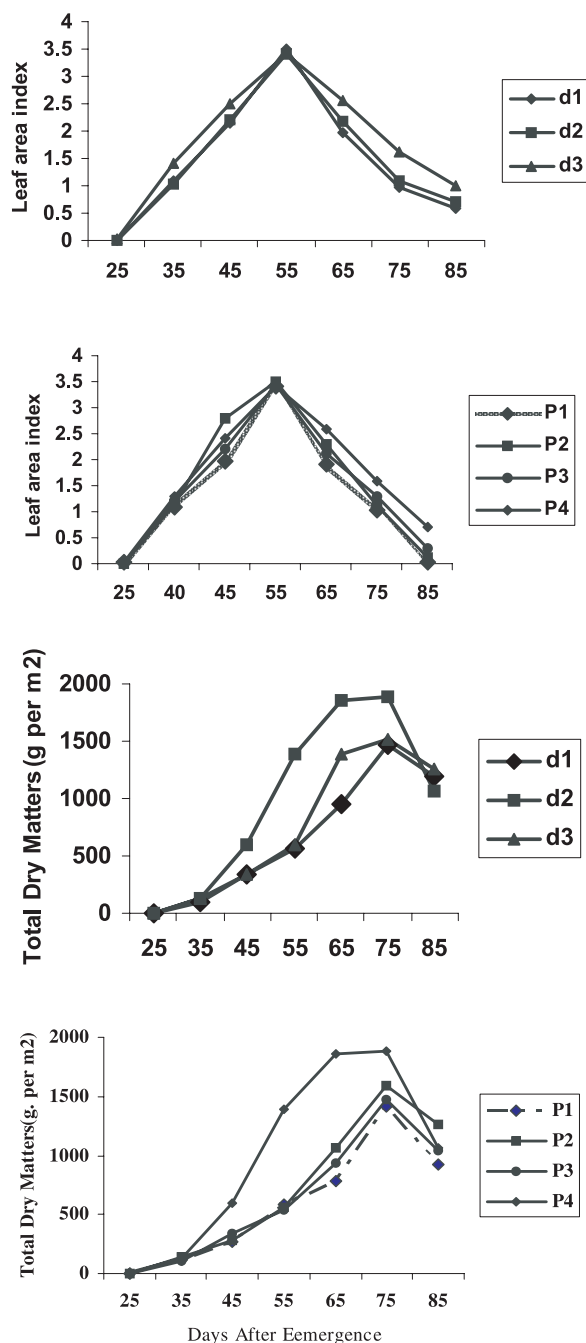 Leaf area index
4
3.5
3
2.5
2
1.5
1
0.5
0
25 35 45 55 65 75 85
d1
d2
d3
Leaf area index
4
3.5
3
2.5
2
1.5
1
0.5
0
25 40 45 55 65 75 85
P1
P2
P3
P4
Total Dry Matters (g per m2)
2000
1500
1000
500
0
25 35 45 55 65 75 85
d1
d2
d3
Total Dry Matters(g, per m2)
2000
1500
1000
500
0
25 35 45 55 65 75 85
P1
P2
P3
P4
Days After Eemergence